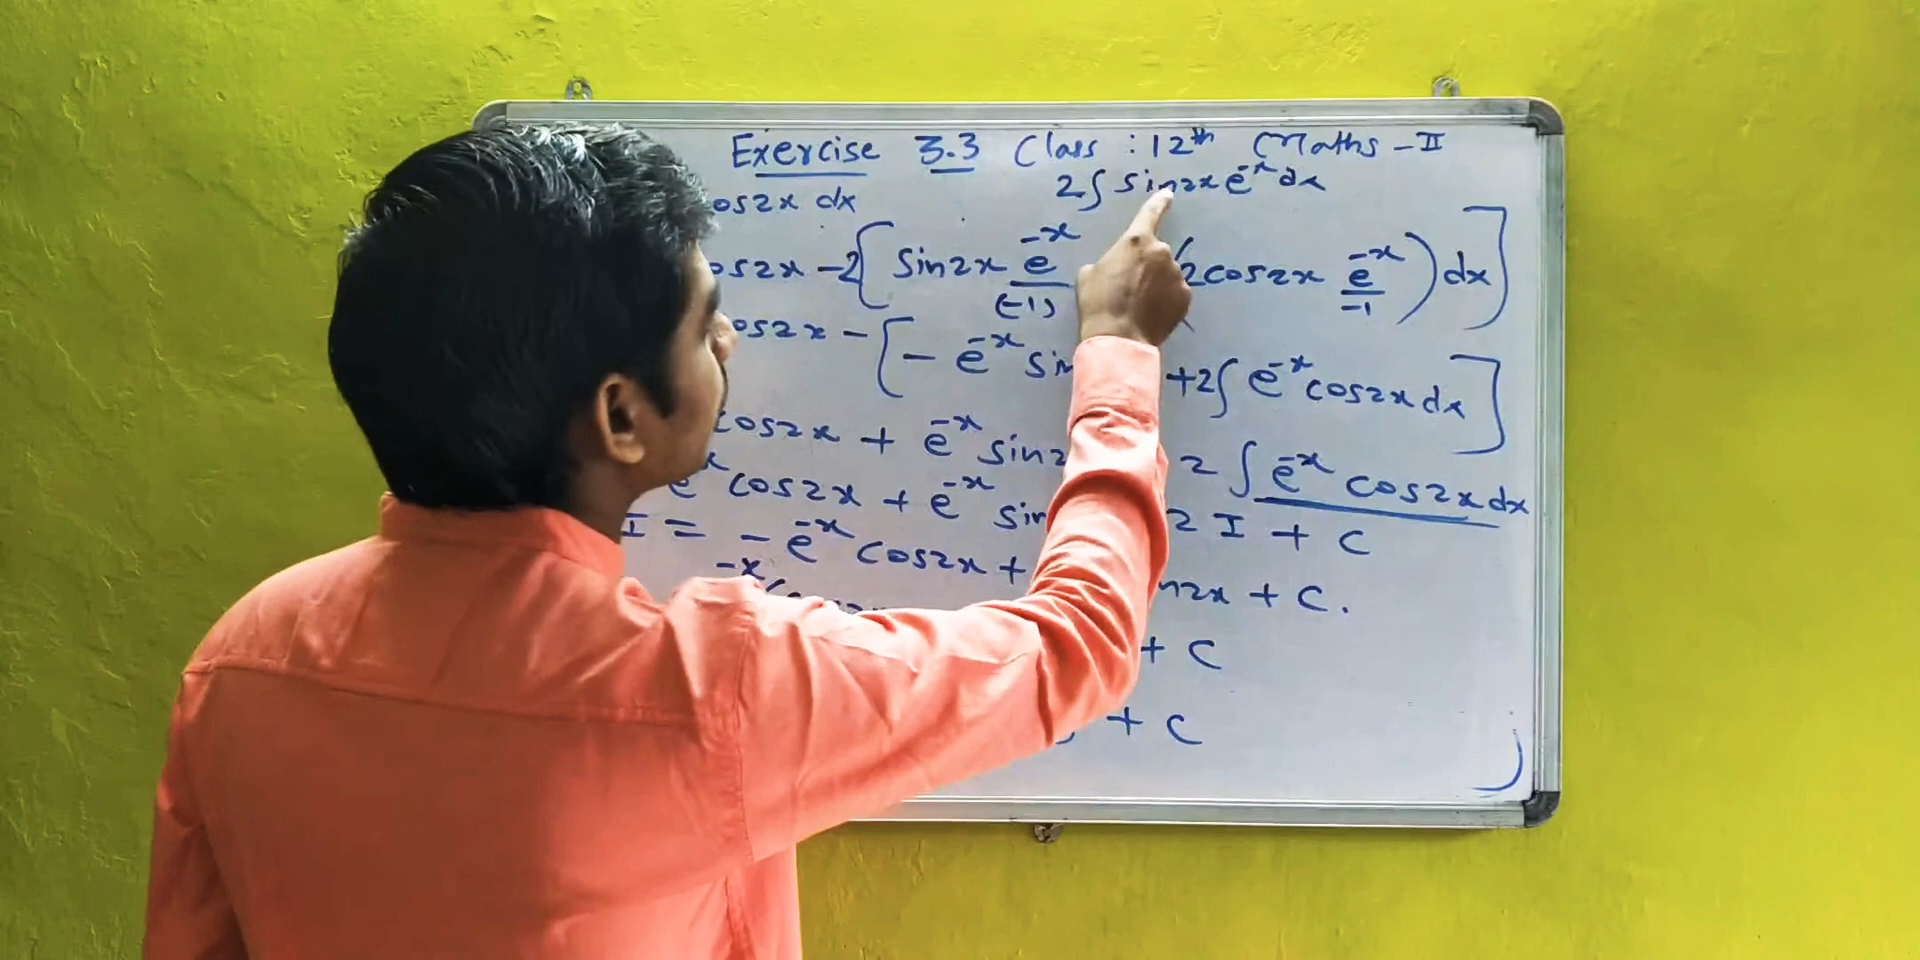 Exercise 3.3 Class : 12th Maths - II
2∫ sin2x e^-x dx
os2x dx
os2x - 2[ sin2x e^-x/(-1) (2cos2x e^-x/-1) dx ]
os2x - [ - e^-x sin +2∫ e^-x cos2x dx ]
cos2x + e^-x sin2 2 ∫ e^-x cos2x dx
e^-x cos2x + e^-x sin 2 I + C
I = - e^-x cos2x + n2x + C.
+ C
+ C